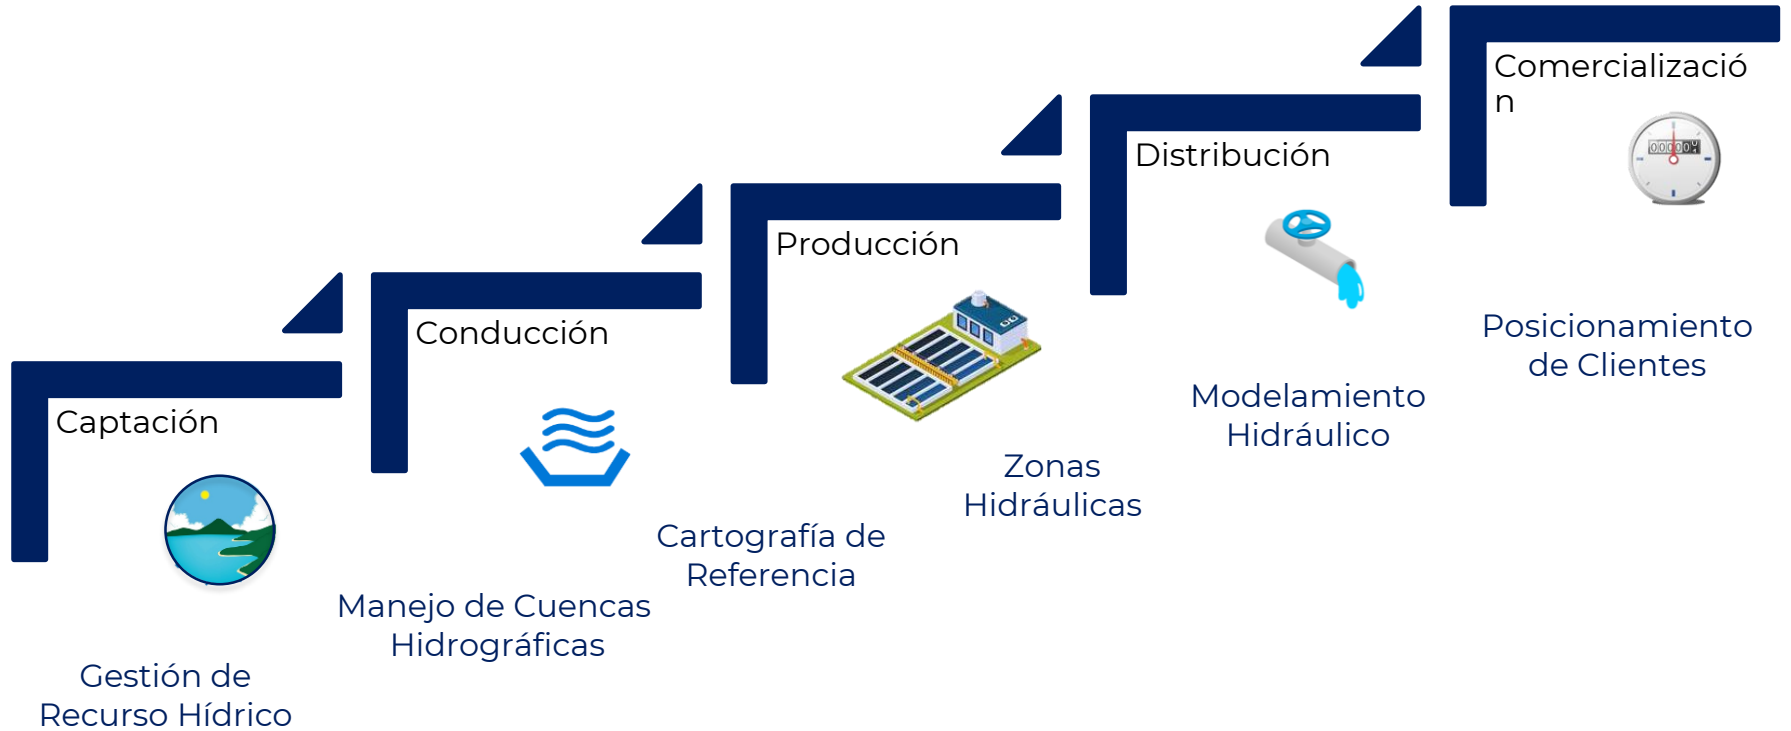 Captación
Conducción
Producción
Distribución
Comercializació
n
Gestión de
Recurso Hídrico
Manejo de Cuencas
Hidrográficas
Cartografía de
Referencia
Zonas
Hidráulicas
Modelamiento
Hidráulico
Posicionamiento
de Clientes